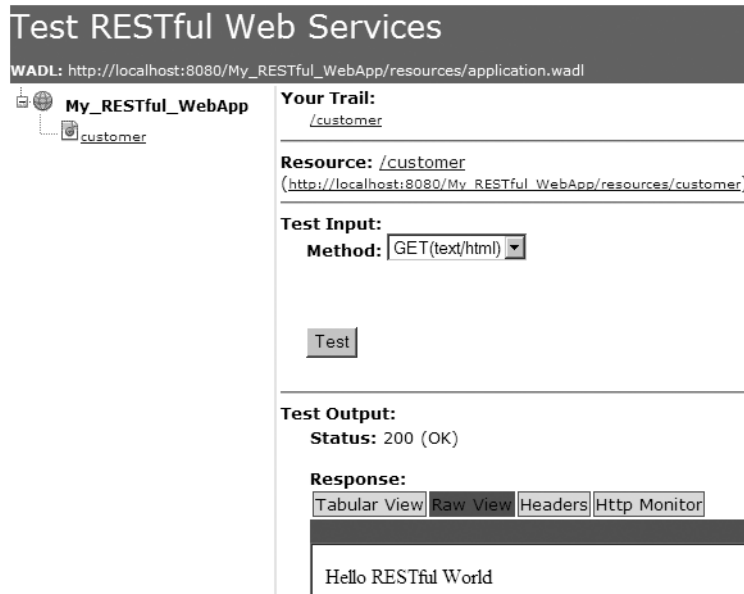 Test RESTful Web Services
WADL: http://localhost:8080/My_RESTful_WebApp/resources/application.wadl
My_RESTful_WebApp
customer
Your Trail:
/customer
Resource: /customer
(http://localhost:8080/My_RESTful_WebApp/resources/customer)
Test Input:
Method: GET(text/html)
Test
Test Output:
Status: 200 (OK)
Response:
Tabular View Raw View Headers Http Monitor
Hello RESTful World